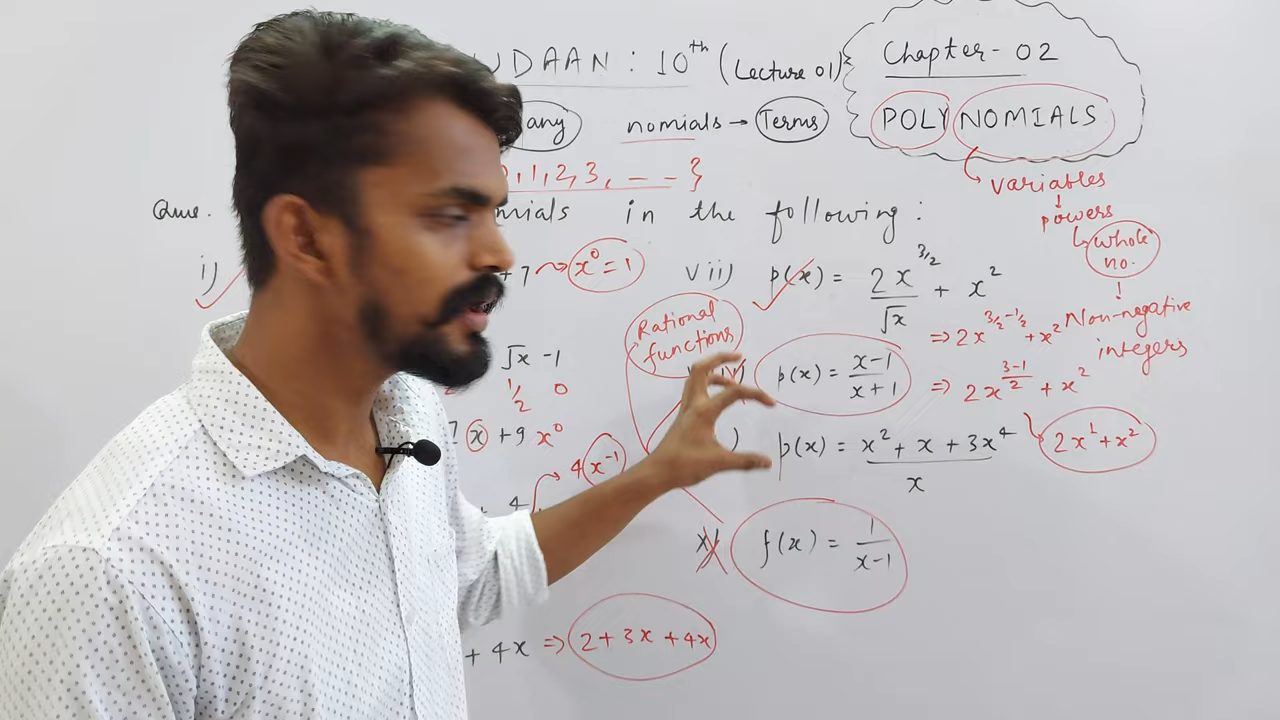 UDAAN : 10th (Lecture 01)
Chapter - 02
POLYNOMIALS
any nomials → Terms
variables
powers
whole no.
Non-negative integers
1, 2, 3, - - }
Que. mials in the following :
i) + 7 x⁰ = 1
vii) p(x) = 2x^(3/2) / √x + x²
⇒ 2x^(3/2 - 1/2) + x²
⇒ 2x^((3-1)/2) + x²
2x¹ + x²
Rational functions
p(x) = (x-1)/(x+1)
√x - 1
1/2 0
x + 9 x⁰
4 x⁻¹
) p(x) = (x² + x + 3x⁴)/x
f(x) = 1/(x-1)
+ 4x ⇒ 2 + 3x + 4x